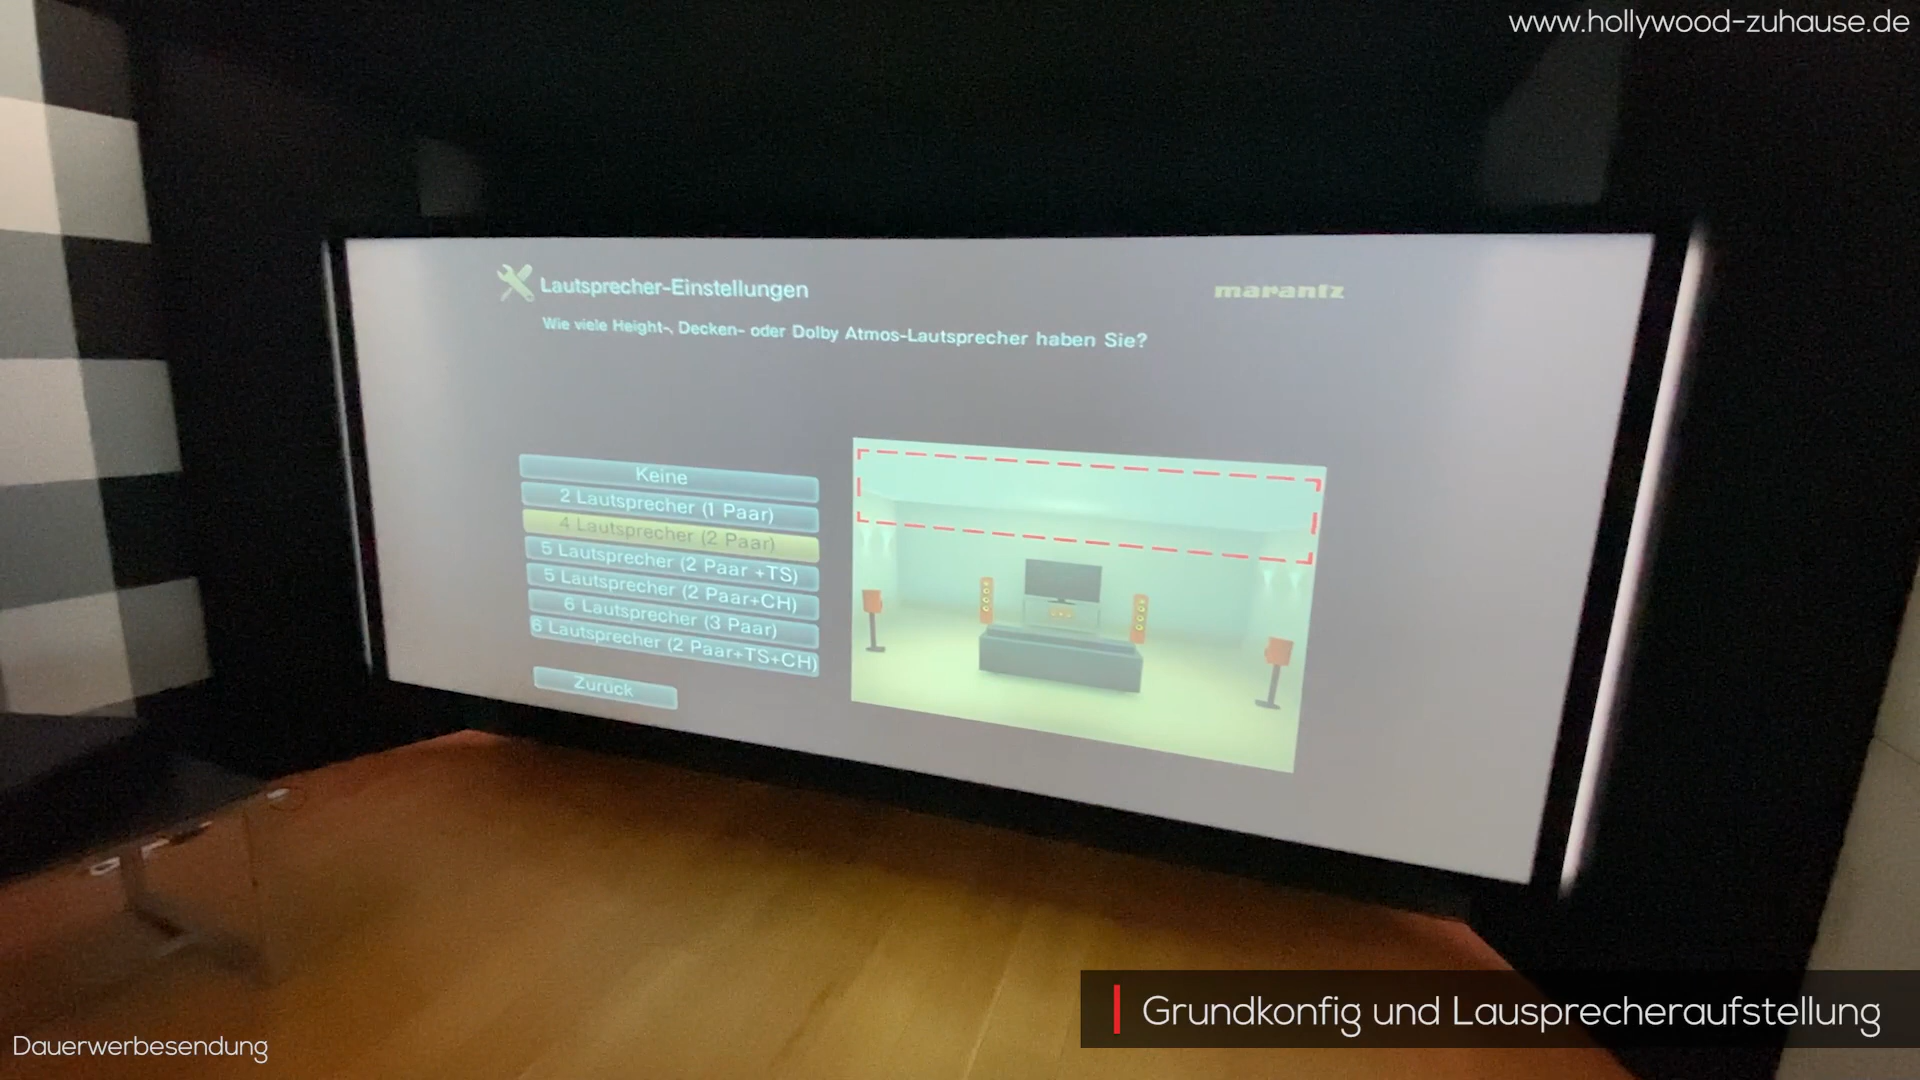 www.hollywood-zuhause.de
Lautsprecher-Einstellungen
marantz
Wie viele Height-, Decken- oder Dolby Atmos-Lautsprecher haben Sie?
Keine
2 Lautsprecher (1 Paar)
4 Lautsprecher (2 Paar)
5 Lautsprecher (2 Paar +TS)
5 Lautsprecher (2 Paar+CH)
6 Lautsprecher (3 Paar)
6 Lautsprecher (2 Paar+TS+CH)
Zurück
Grundkonfig und Lausprecheraufstellung
Dauerwerbesendung